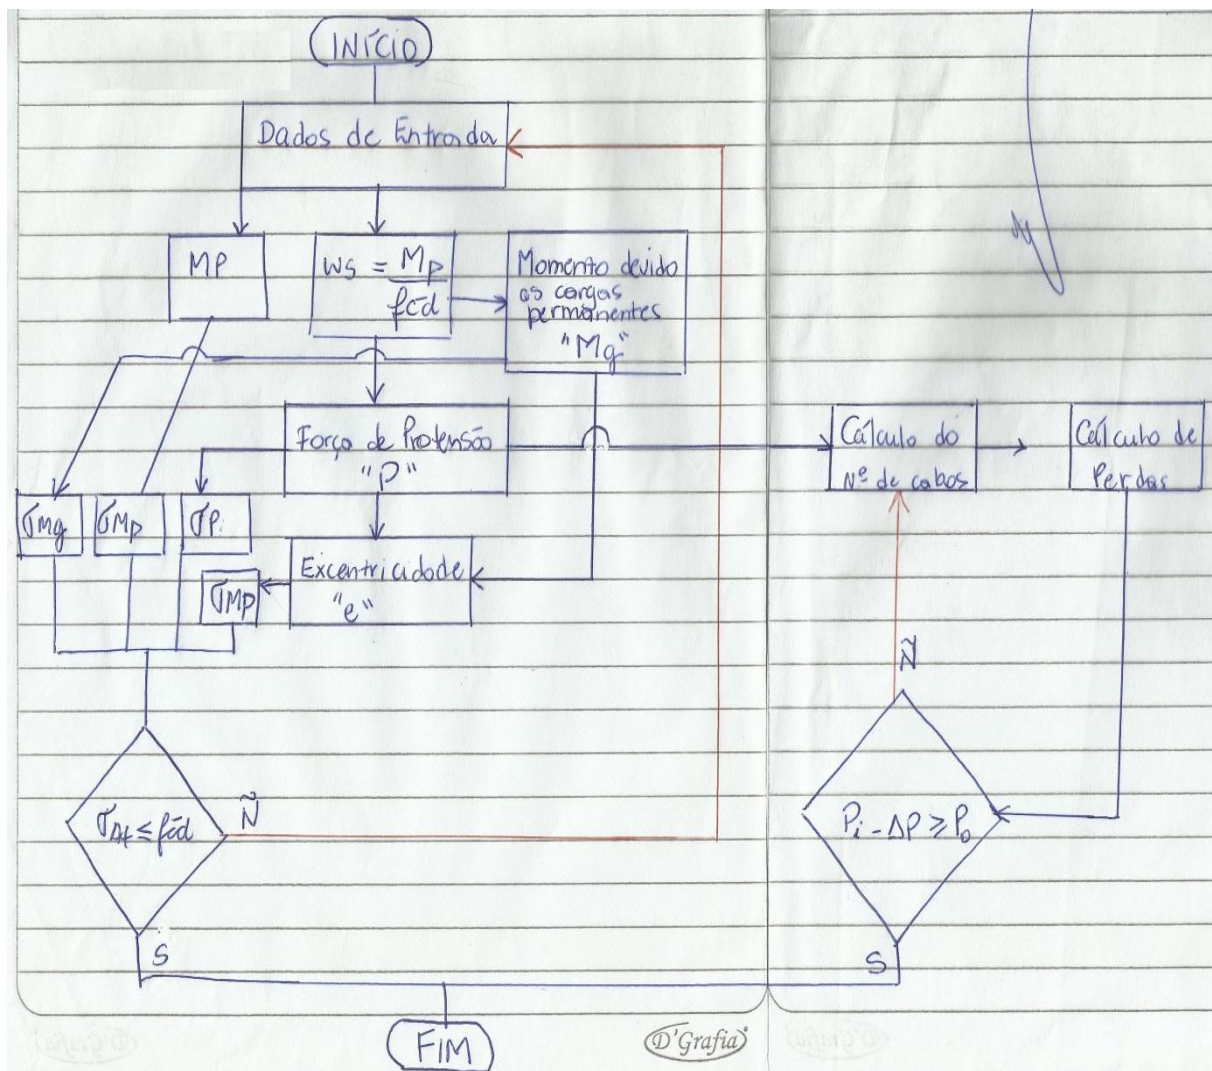 INÍCIO
Dados de Entrada
MP
Ws = Mp
fcd
Momento devido
as cargas
permanentes
"Mg"
Força de Protensão
"P"
Cálculo do
Nº de cabos
Cálculo de
Perdas
σMg
σMp
σPi
Excentricidade
"e"
σMp
Ñ
σAt ≤ fcd
Ñ
Pi - ΔP ≥ P0
S
S
FIM
D'Grafia